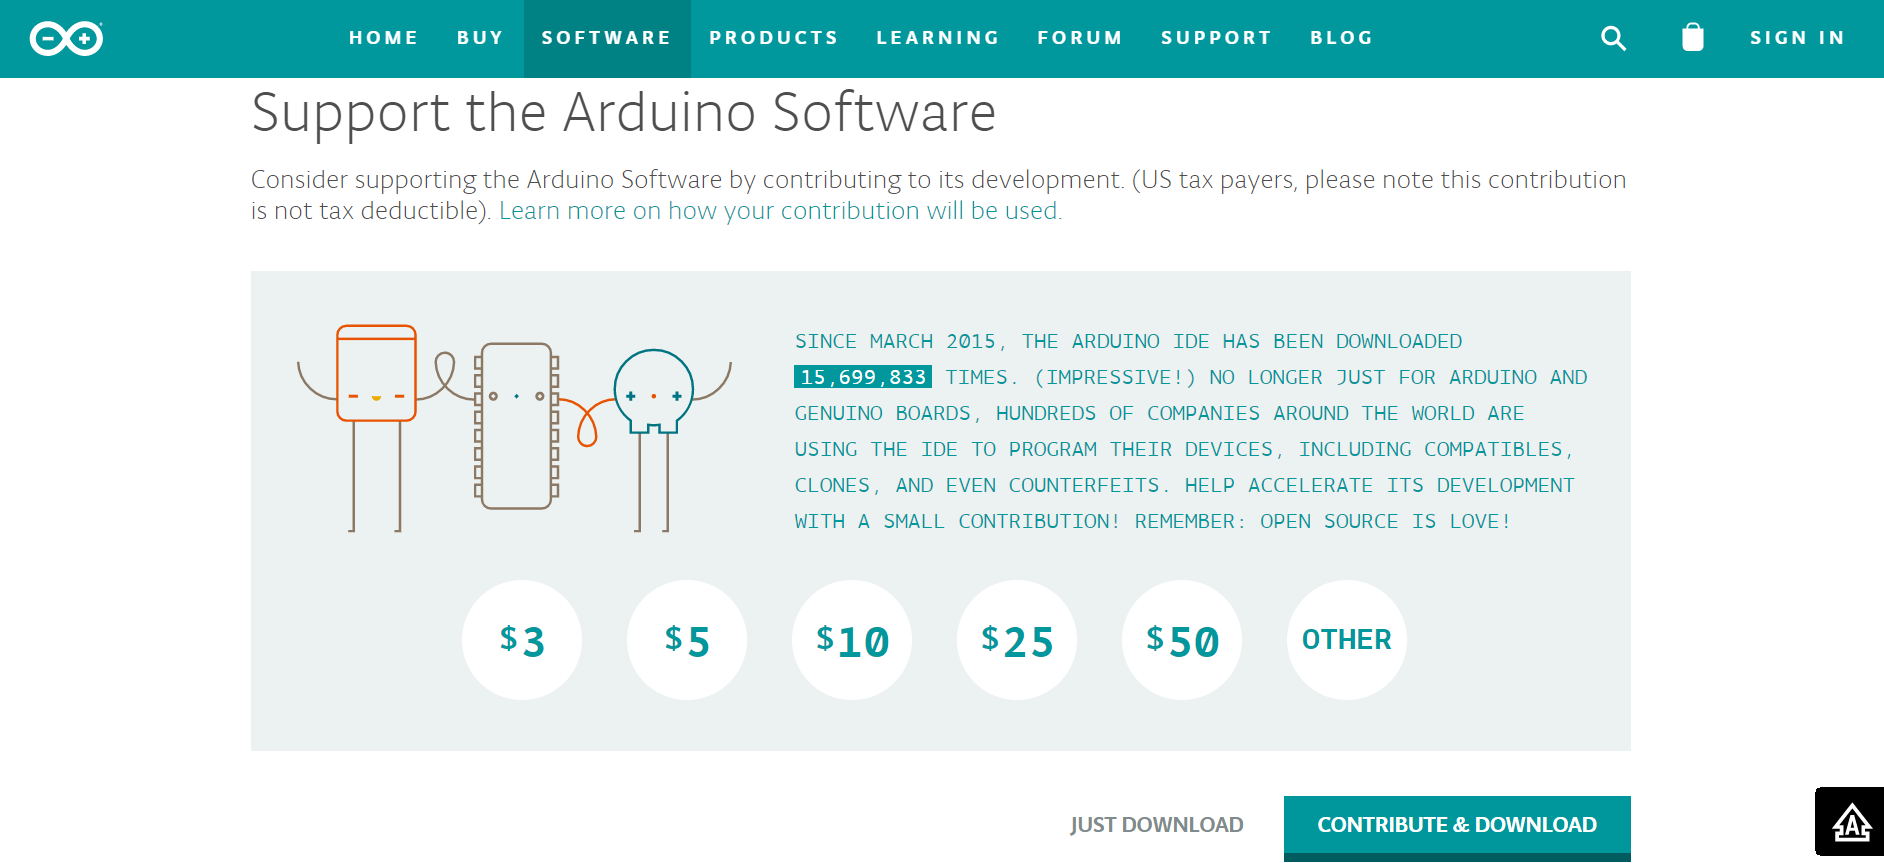 HOME BUY SOFTWARE PRODUCTS LEARNING FORUM SUPPORT BLOG SIGN IN
Support the Arduino Software
Consider supporting the Arduino Software by contributing to its development. (US tax payers, please note this contribution
is not tax deductible). Learn more on how your contribution will be used.
SINCE MARCH 2015, THE ARDUINO IDE HAS BEEN DOWNLOADED
15,699,833 TIMES. (IMPRESSIVE!) NO LONGER JUST FOR ARDUINO AND
GENUINO BOARDS, HUNDREDS OF COMPANIES AROUND THE WORLD ARE
USING THE IDE TO PROGRAM THEIR DEVICES, INCLUDING COMPATIBLES,
CLONES, AND EVEN COUNTERFEITS. HELP ACCELERATE ITS DEVELOPMENT
WITH A SMALL CONTRIBUTION! REMEMBER: OPEN SOURCE IS LOVE!
$3 $5 $10 $25 $50 OTHER
JUST DOWNLOAD CONTRIBUTE & DOWNLOAD
A